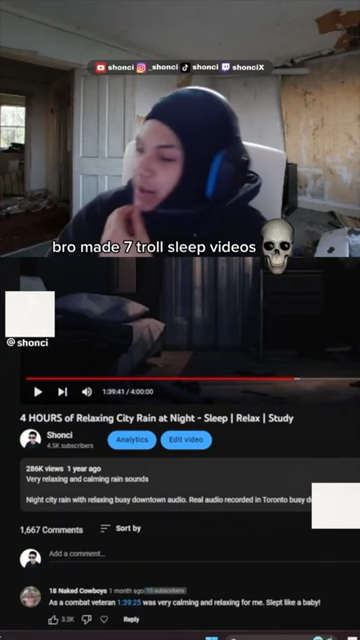 shonci _shonci shonci shonciX
bro made 7 troll sleep videos
@shonci
1:39:41 / 4:00:00
4 HOURS of Relaxing City Rain at Night - Sleep | Relax | Study
Shonci
4.5K subscribers
Analytics
Edit video
286K views 1 year ago
Very relaxing and calming rain sounds
Night city rain with relaxing busy downtown audio. Real audio recorded in Toronto busy
1,667 Comments
Sort by
Add a comment...
18 Naked Cowboys 1 month ago 15 subscribers
As a combat veteran 1:39:25 was very calming and relaxing for me. Slept like a baby!
3.3K
Reply